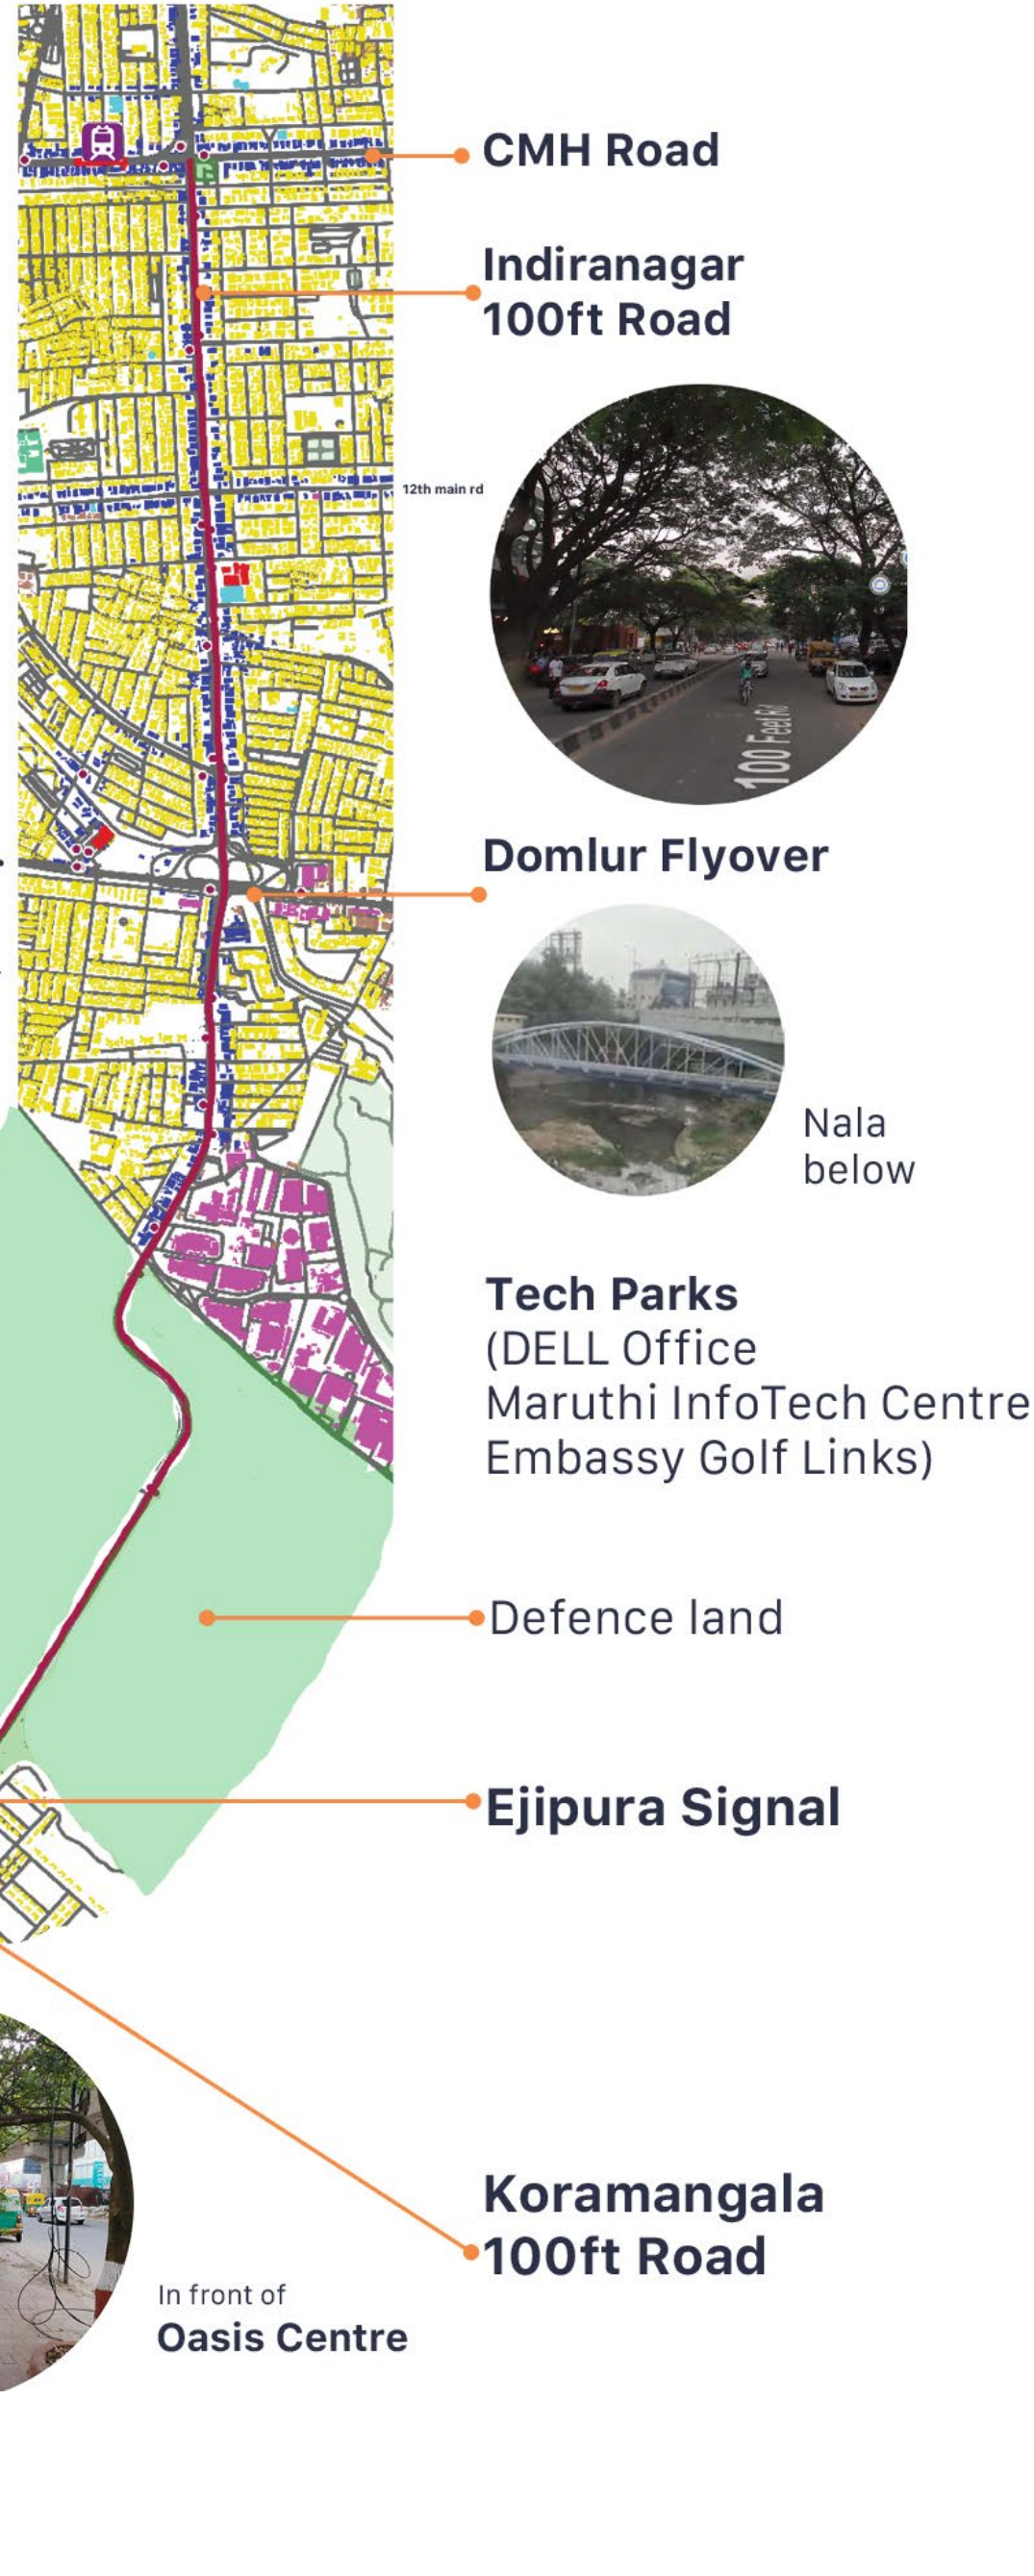 CMH Road
Indiranagar
100ft Road
12th main rd
100 Feet Rd
Domlur Flyover
Nala
below
Tech Parks
(DELL Office
Maruthi InfoTech Centre
Embassy Golf Links)
Defence land
Ejipura Signal
Koramangala
100ft Road
In front of
Oasis Centre